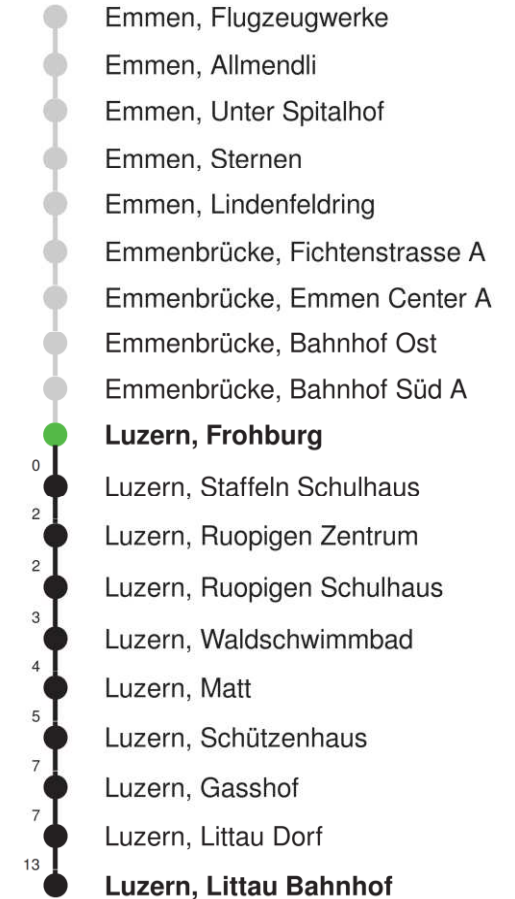 Emmen, Flugzeugwerke
Emmen, Allmendli
Emmen, Unter Spitalhof
Emmen, Sternen
Emmen, Lindenfeldring
Emmenbrücke, Fichtenstrasse A
Emmenbrücke, Emmen Center A
Emmenbrücke, Bahnhof Ost
Emmenbrücke, Bahnhof Süd A
Luzern, Frohburg
0
Luzern, Staffeln Schulhaus
2
Luzern, Ruopigen Zentrum
2
Luzern, Ruopigen Schulhaus
3
Luzern, Waldschwimmbad
4
Luzern, Matt
5
Luzern, Schützenhaus
7
Luzern, Gasshof
7
Luzern, Littau Dorf
13
Luzern, Littau Bahnhof